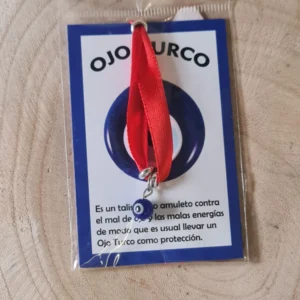 OJO TURCO
Es un amuleto contra
el mal de y las malas energías
de modo que es usual llevar un
Ojo Turco como protección.